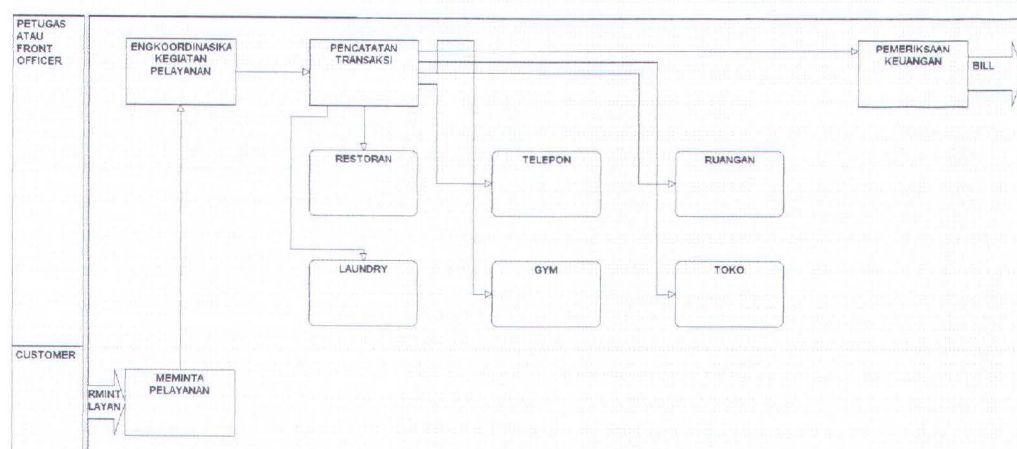 PETUGAS
ATAU
FRONT
OFFICER
ENGKOORDINASIKA
KEGIATAN
PELAYANAN
PENCATATAN
TRANSAKSI
PEMERIKSAAN
KEUANGAN
BILL
RESTORAN
TELEPON
RUANGAN
LAUNDRY
GYM
TOKO
CUSTOMER
RMINT
LAYAN
MEMINTA
PELAYANAN